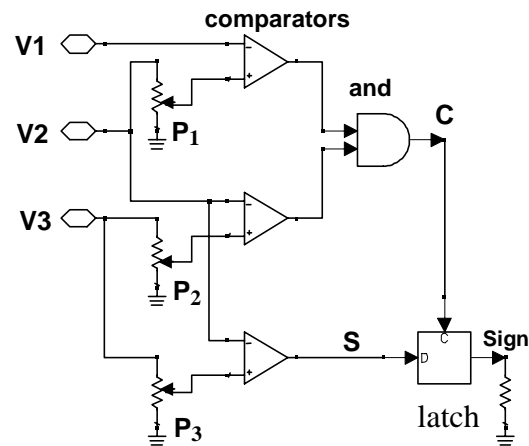 comparators
V1
−
+
and
P1
C
V2
−
+
V3
P2
−
+
S
C
D
Sign
P3
latch